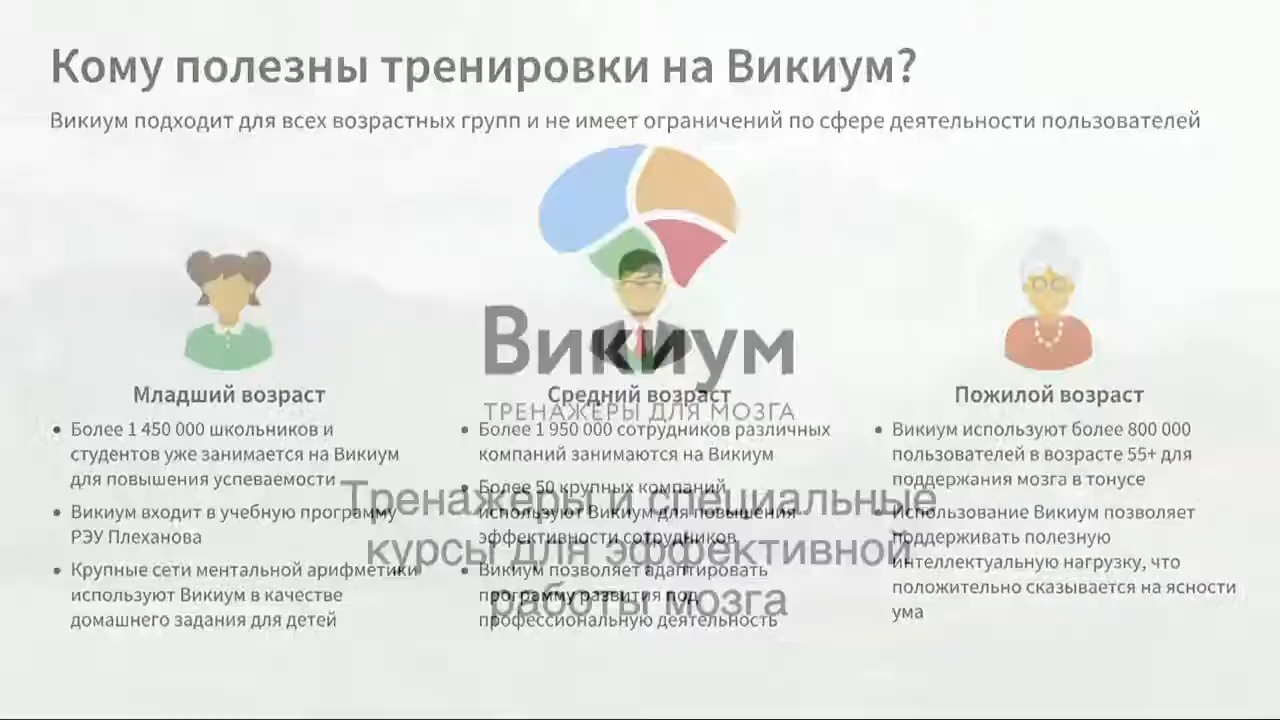 Кому полезны тренировки на Викиум?
Викиум подходит для всех возрастных групп и не имеет ограничений по сфере деятельности пользователей
Младший возраст
• Более 1 450 000 школьников и
студентов уже занимается на Викиум
для повышения успеваемости
• Викиум входит в учебную программу
РЭУ Плеханова
• Крупные сети ментальной арифметики
используют Викиум в качестве
домашнего задания для детей
Средний возраст
• Более 1 950 000 сотрудников различных
компаний занимаются на Викиум
• Более 50 крупных компаний
используют Викиум для повышения
эффективности сотрудников
• Викиум позволяет адаптировать
программу развития под
профессиональную деятельность
Пожилой возраст
• Викиум используют более 800 000
пользователей в возрасте 55+ для
поддержания мозга в тонусе
• Использование Викиум позволяет
поддерживать полезную
интеллектуальную нагрузку, что
положительно сказывается на ясности
ума
Викиум
ТРЕНАЖЕРЫ ДЛЯ МОЗГА
Тренажеры и специальные
курсы для эффективной
работы мозга